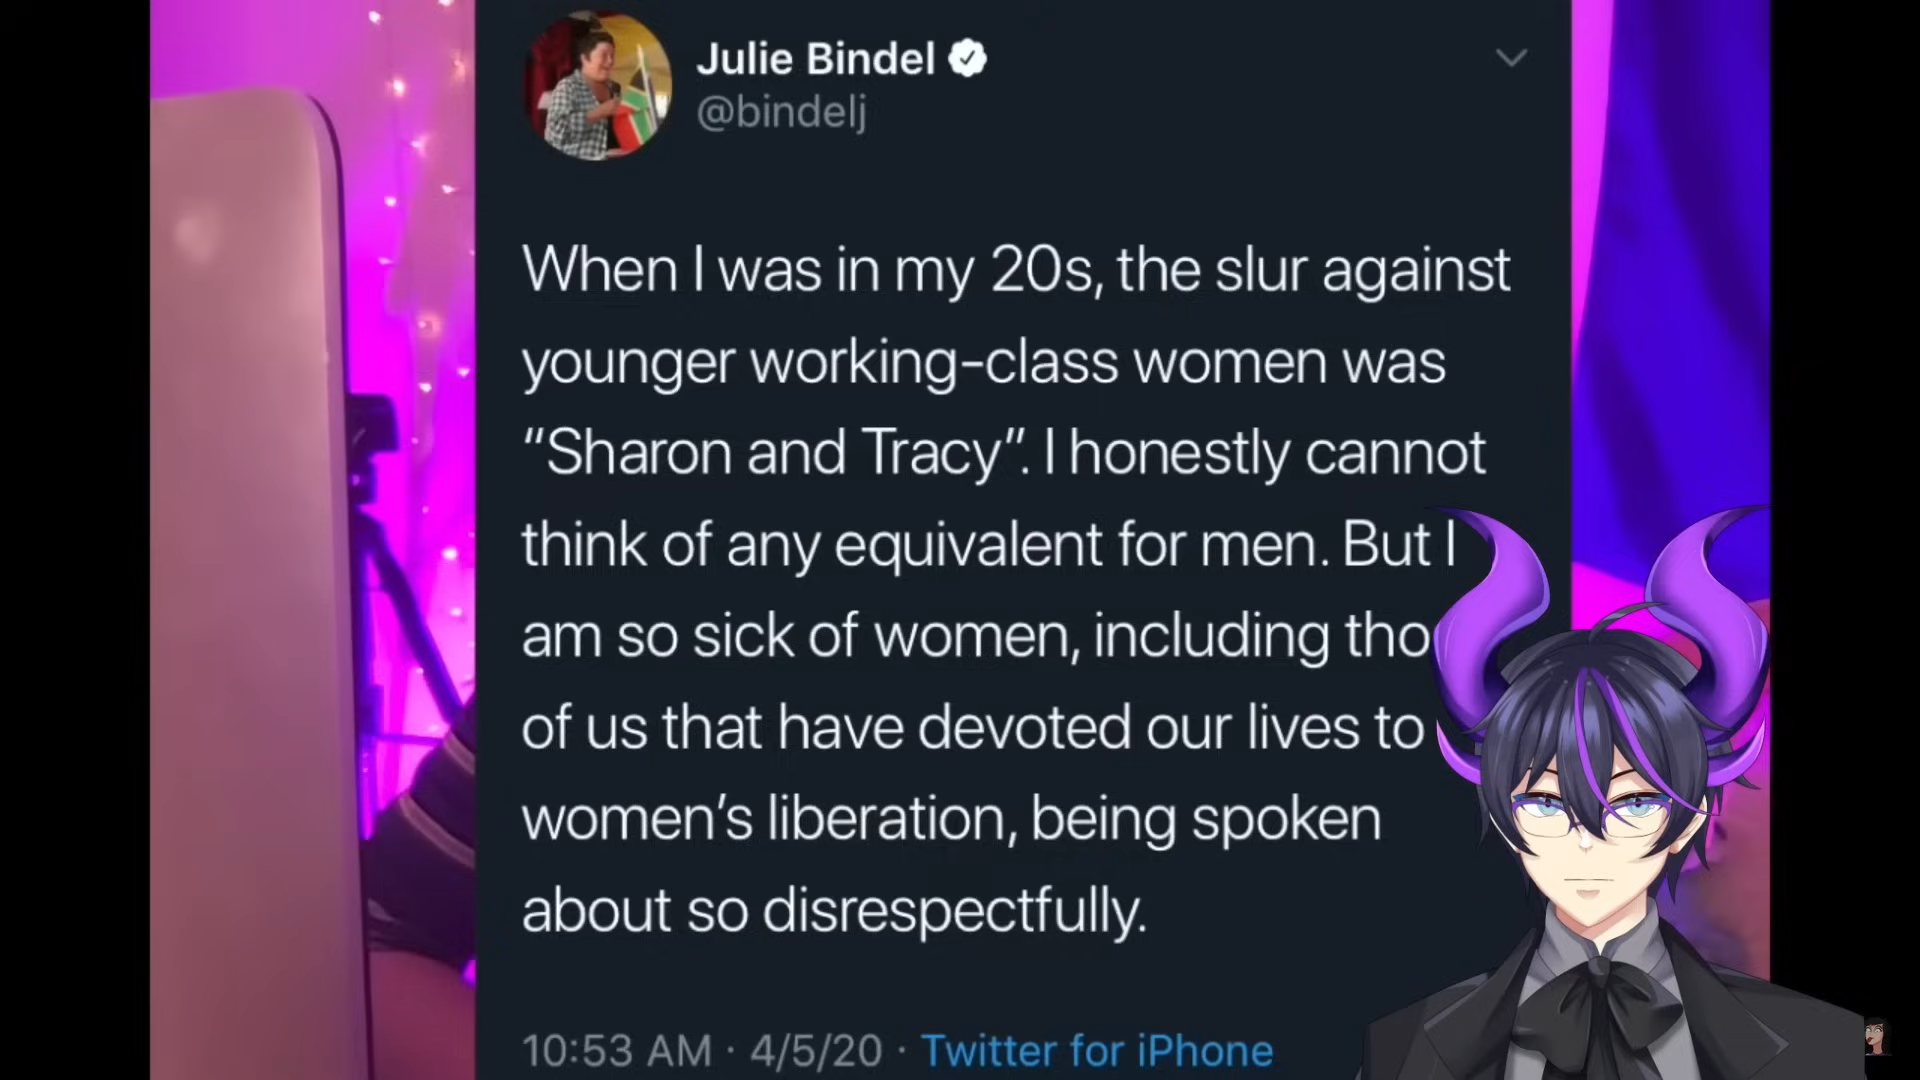 Julie Bindel
@bindelj
When I was in my 20s, the slur against
younger working-class women was
“Sharon and Tracy”. I honestly cannot
think of any equivalent for men. But I
am so sick of women, including tho
of us that have devoted our lives to
women’s liberation, being spoken
about so disrespectfully.
10:53 AM · 4/5/20 · Twitter for iPhone